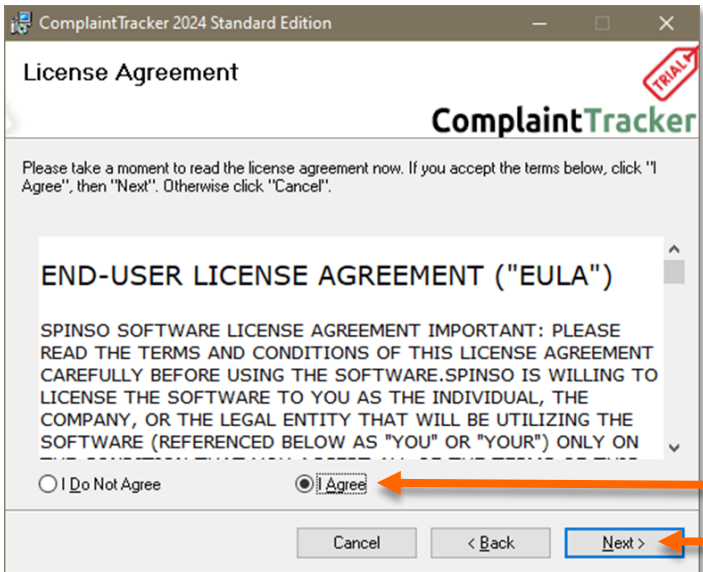 ComplaintTracker 2024 Standard Edition
License Agreement
TRIAL
ComplaintTracker
Please take a moment to read the license agreement now. If you accept the terms below, click "I
Agree", then "Next". Otherwise click "Cancel".
END-USER LICENSE AGREEMENT ("EULA")
SPINSO SOFTWARE LICENSE AGREEMENT IMPORTANT: PLEASE
READ THE TERMS AND CONDITIONS OF THIS LICENSE AGREEMENT
CAREFULLY BEFORE USING THE SOFTWARE.SPINSO IS WILLING TO
LICENSE THE SOFTWARE TO YOU AS THE INDIVIDUAL, THE
COMPANY, OR THE LEGAL ENTITY THAT WILL BE UTILIZING THE
SOFTWARE (REFERENCED BELOW AS "YOU" OR "YOUR") ONLY ON
I Do Not Agree
I Agree
Cancel
< Back
Next >